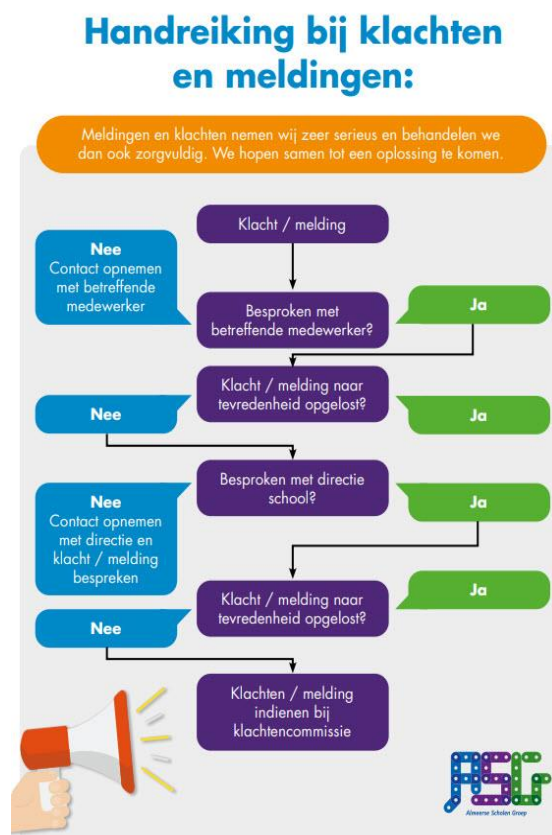 Handreiking bij klachten
en meldingen:
Meldingen en klachten nemen wij zeer serieus en behandelen we
dan ook zorgvuldig. We hopen samen tot een oplossing te komen.
Klacht / melding
Nee
Contact opnemen
met betreffende
medewerker
Besproken met
betreffende medewerker?
Ja
Klacht / melding naar
tevredenheid opgelost?
Nee
Ja
Besproken met directie
school?
Nee
Contact opnemen
met directie en
klacht / melding
bespreken
Ja
Klacht / melding naar
tevredenheid opgelost?
Ja
Nee
Klachten / melding
indienen bij
klachtencommissie
ASG
Almeerse Scholen Groep